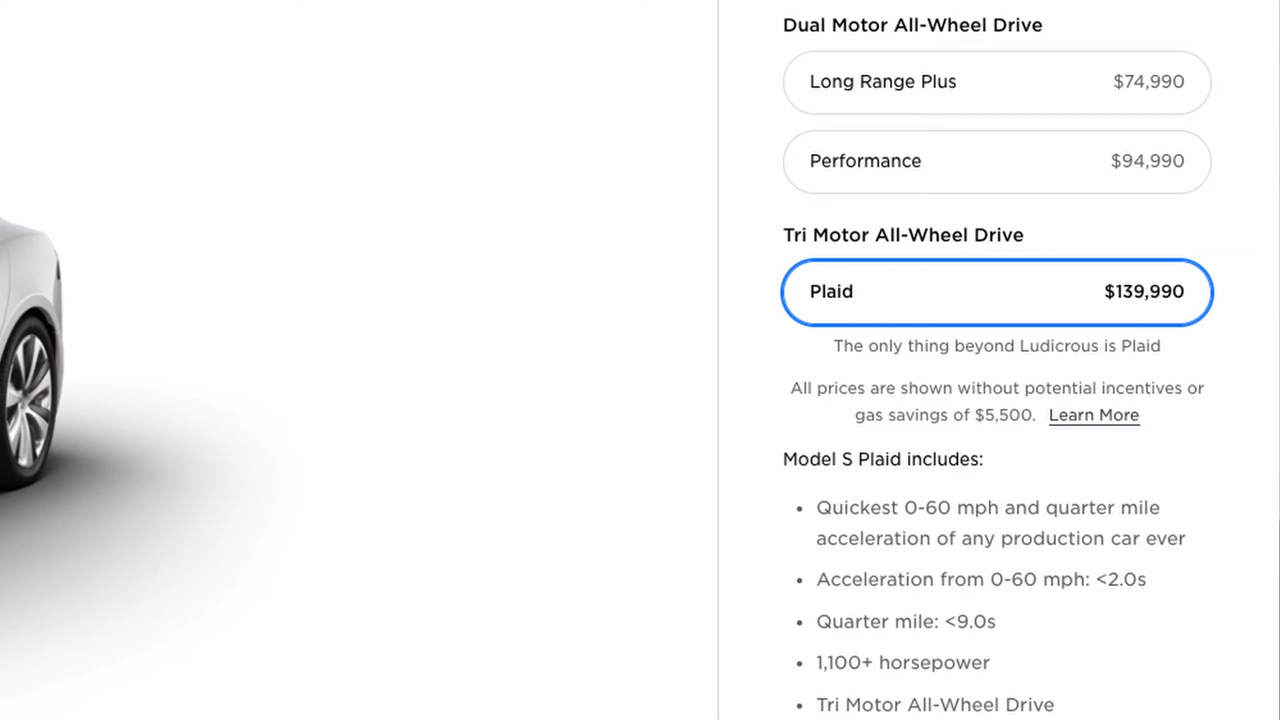 Dual Motor All-Wheel Drive
Long Range Plus $74,990
Performance $94,990
Tri Motor All-Wheel Drive
Plaid $139,990
The only thing beyond Ludicrous is Plaid
All prices are shown without potential incentives or
gas savings of $5,500. Learn More
Model S Plaid includes:
• Quickest 0-60 mph and quarter mile
acceleration of any production car ever
• Acceleration from 0-60 mph: <2.0s
• Quarter mile: <9.0s
• 1,100+ horsepower
• Tri Motor All-Wheel Drive